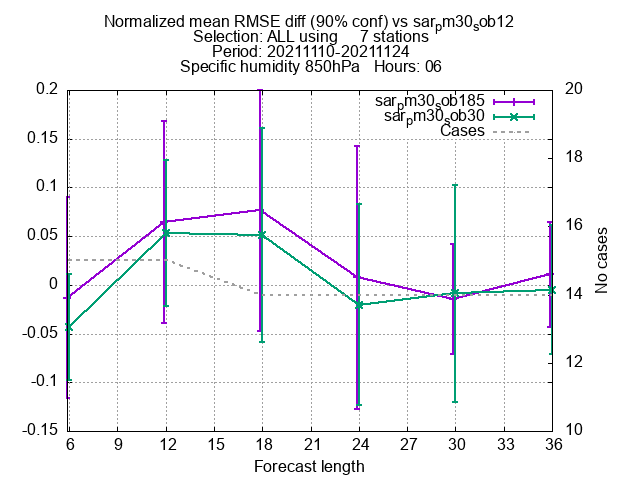 Normalized mean RMSE diff (90% conf) vs sarpm30sob12
Selection: ALL using 7 stations
Period: 20211110-20211124
Specific humidity 850hPa Hours: 06
sarpm30sob185
sarpm30sob30
Cases
0.2
0.15
0.1
0.05
0
-0.05
-0.1
-0.15
20
18
16
14
12
10
No cases
6 9 12 15 18 21 24 27 30 33 36
Forecast length